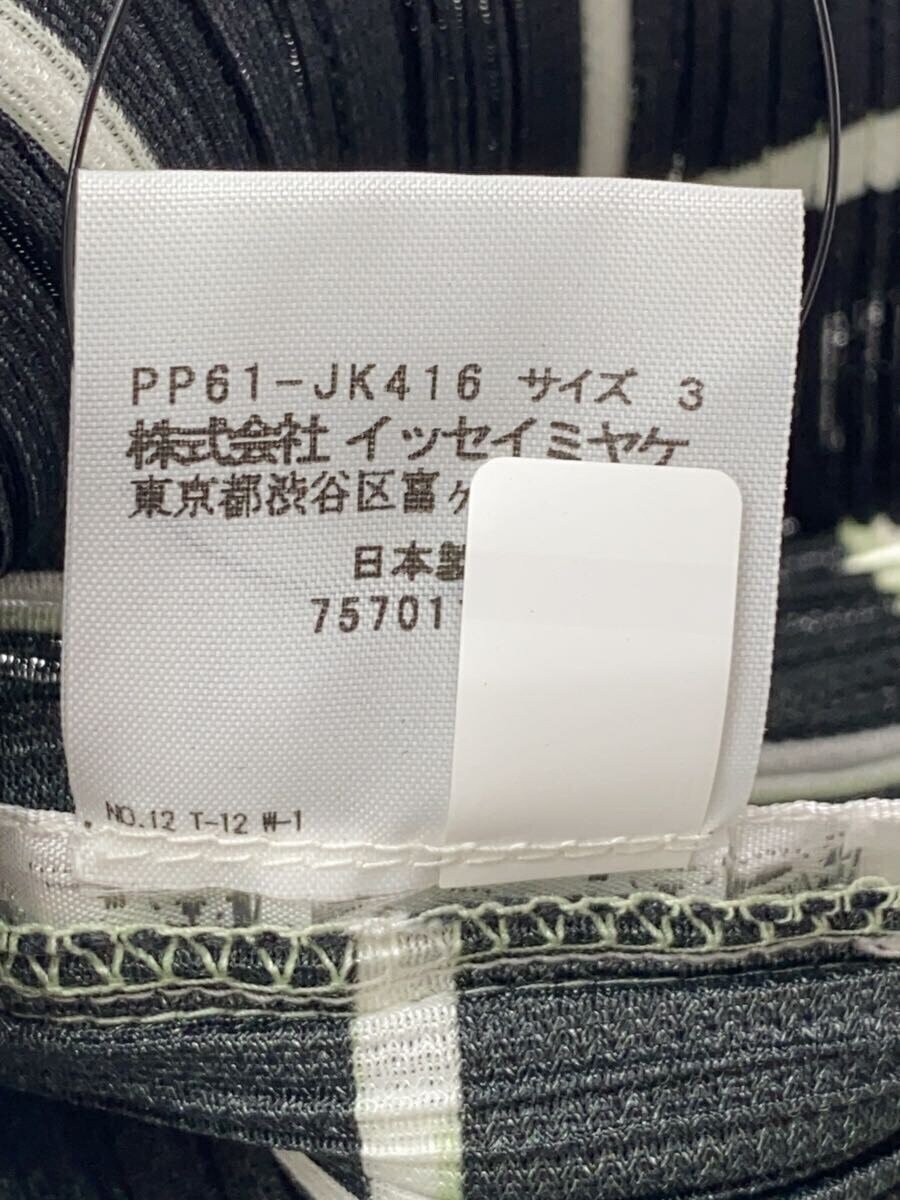 PP61-JK416 サイズ 3
株式会社 イッセイミヤケ
東京都渋谷区富ヶ
日本製
757011
NO.12 T-12 W-1